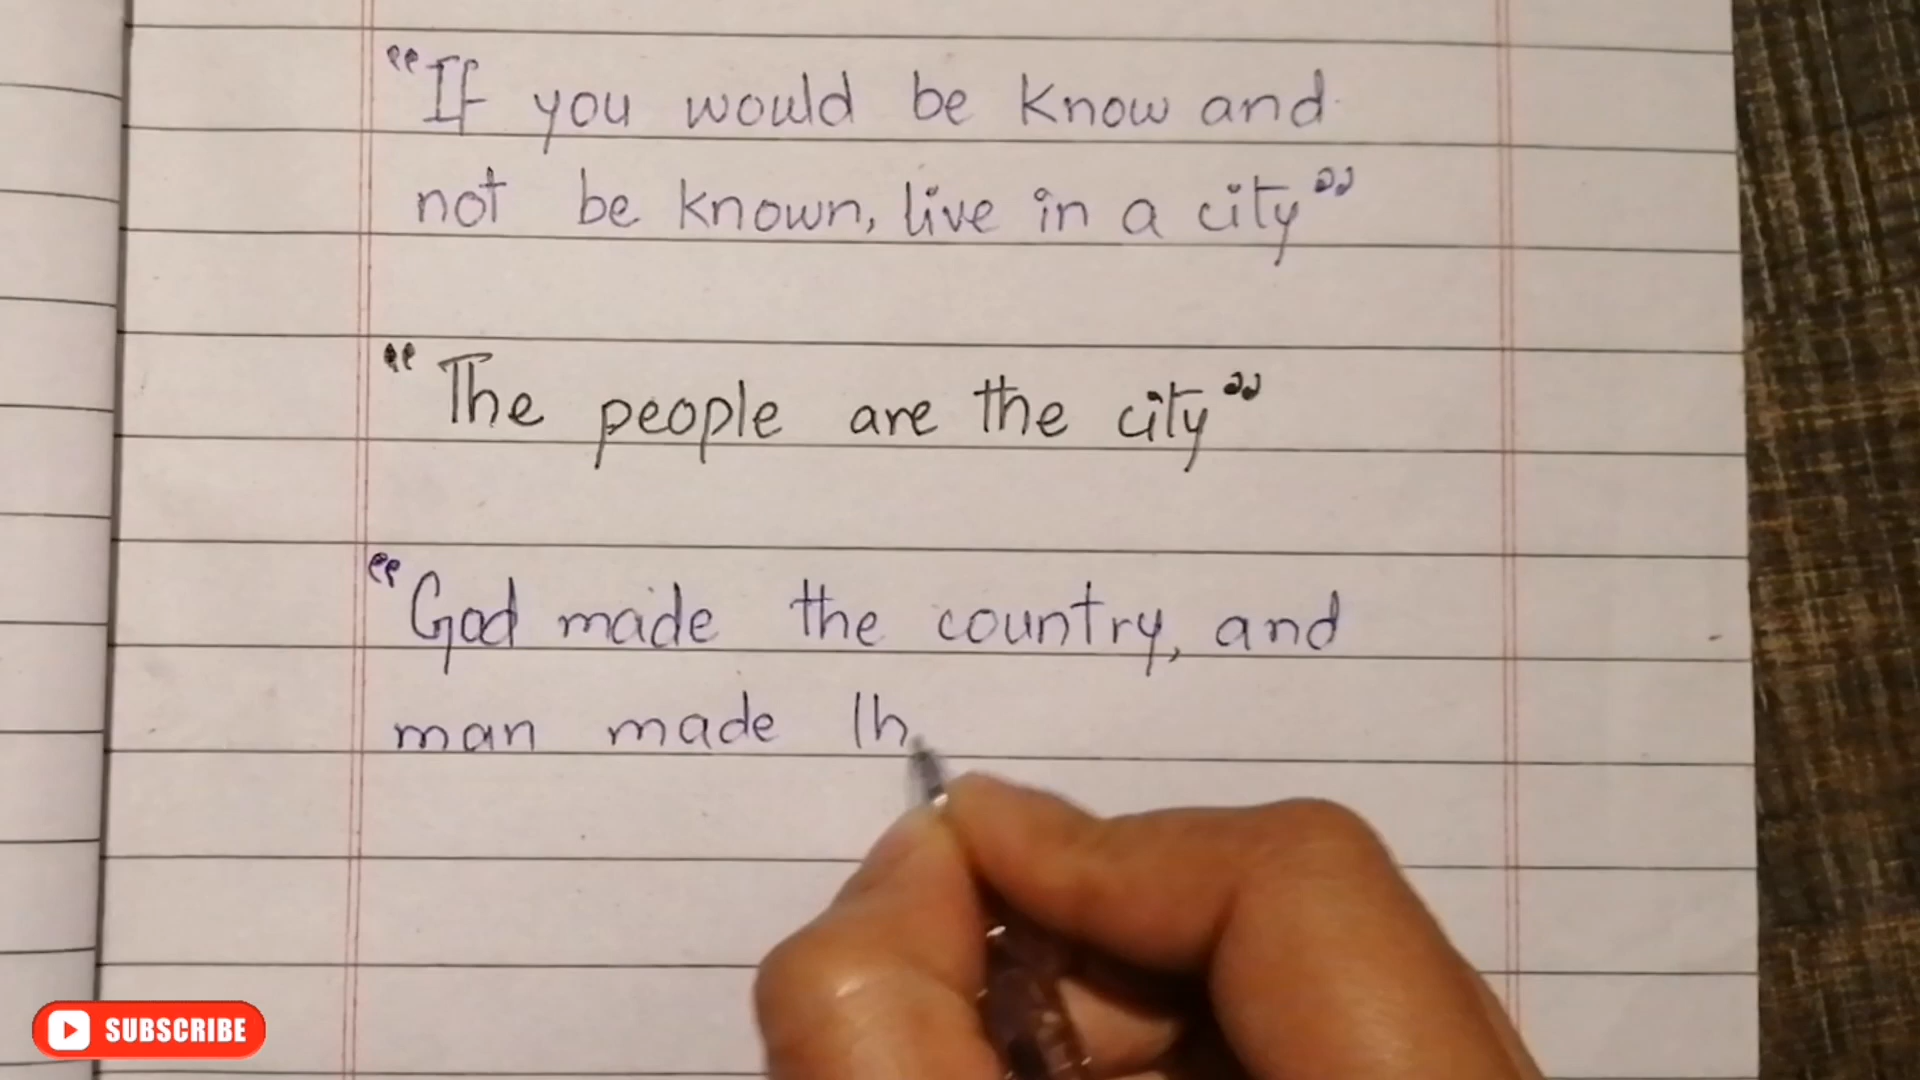 “If you would be know and
not be known, live in a city”
“The people are the city”
“God made the country, and
man made th
SUBSCRIBE